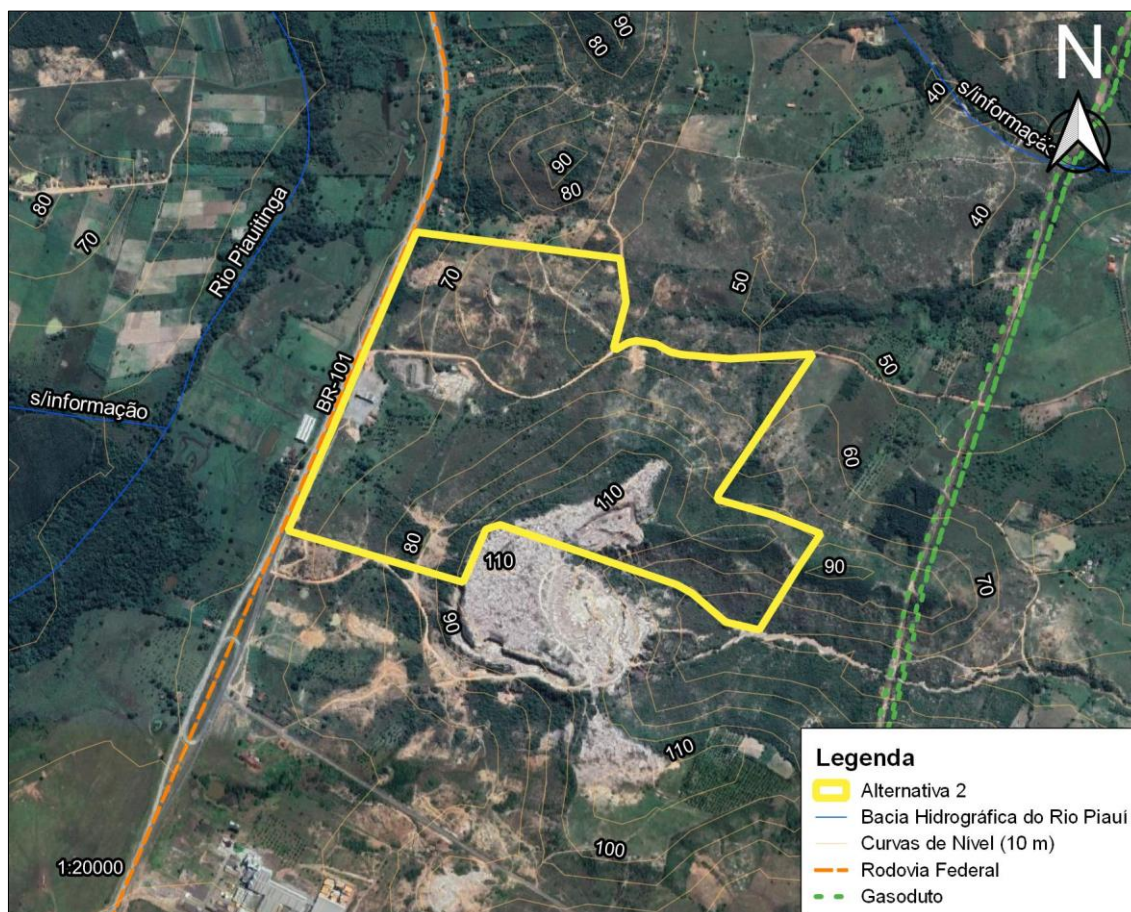 90
80
N
40
s/informação
90
80
80
70
Rio Piauitinga
40
70
50
BR-101
50
s/informação
60
110
80
110
90
90
70
110
100
1:20000
Legenda
Alternativa 2
Bacia Hidrográfica do Rio Piauí
Curvas de Nível (10 m)
Rodovia Federal
Gasoduto